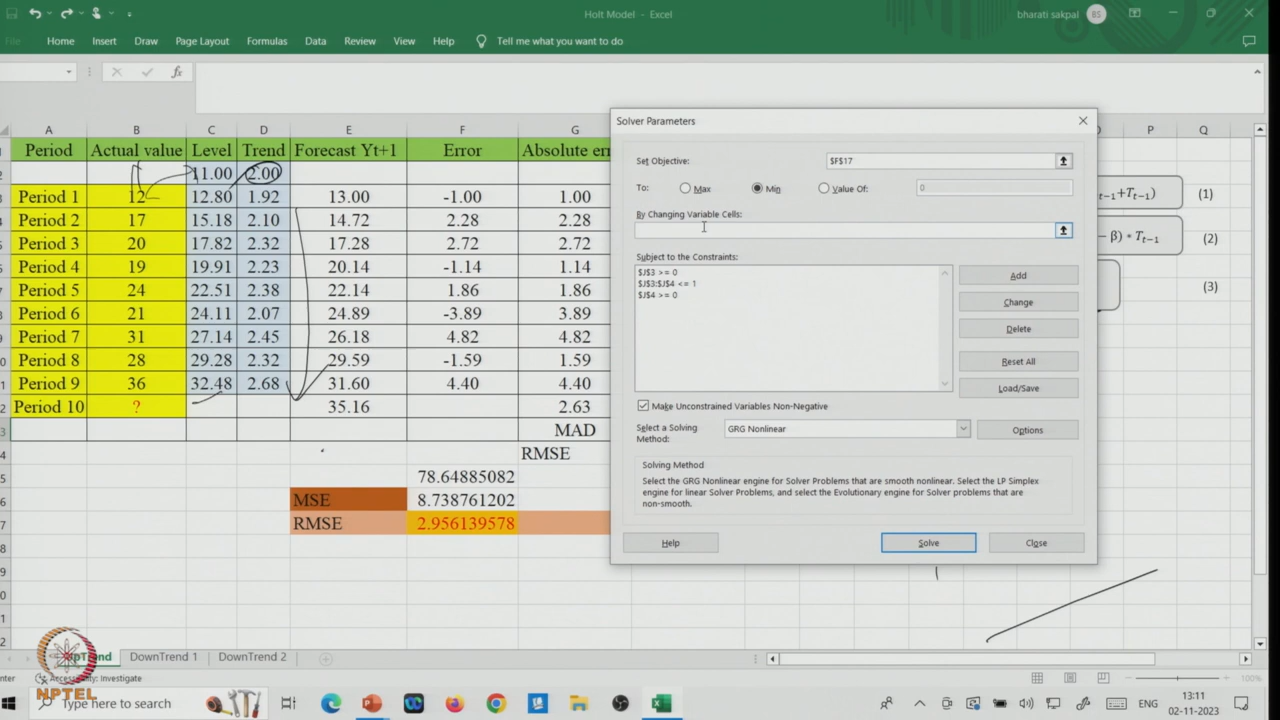 Holt Model - Excel
bharati sakpal BS
Home Insert Draw Page Layout Formulas Data Review View Help Tell me what you want to do
fx
A B C D E F G P Q
Period Actual value Level Trend Forecast Yt+1 Error Absolute err
11.00 2.00
Period 1 12 12.80 1.92 13.00 -1.00 1.00
Period 2 17 15.18 2.10 14.72 2.28 2.28
Period 3 20 17.82 2.32 17.28 2.72 2.72
Period 4 19 19.91 2.23 20.14 -1.14 1.14
Period 5 24 22.51 2.38 22.14 1.86 1.86
Period 6 21 24.11 2.07 24.89 -3.89 3.89
Period 7 31 27.14 2.45 26.18 4.82 4.82
Period 8 28 29.28 2.32 29.59 -1.59 1.59
Period 9 36 32.48 2.68 31.60 4.40 4.40
Period 10 ? 35.16 2.63
MAD
RMSE
78.64885082
MSE 8.738761202
RMSE 2.956139578
Solver Parameters
Set Objective: $F$17
To: Max Min Value Of: 0
By Changing Variable Cells:
Subject to the Constraints:
$J$3 >= 0
$J$3:$J$4 <= 1
$J$4 >= 0
Add
Change
Delete
Reset All
Load/Save
Make Unconstrained Variables Non-Negative
Select a Solving Method: GRG Nonlinear Options
Solving Method
Select the GRG Nonlinear engine for Solver Problems that are smooth nonlinear. Select the LP Simplex
engine for linear Solver Problems, and select the Evolutionary engine for Solver problems that are
non-smooth.
Help Solve Close
t−1+Tt−1) (1)
− β) ∗ Tt−1 (2)
(3)
DownTrend 1 DownTrend 2
Accessibility: Investigate
100%
NPTEL
Type here to search
ENG
13:11
02-11-2023